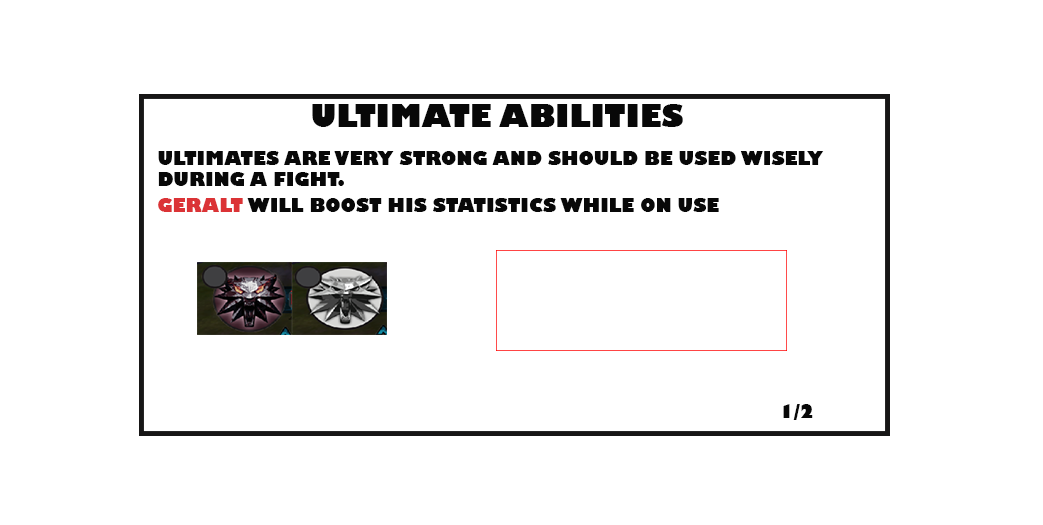 ULTIMATE ABILITIES
ULTIMATES ARE VERY STRONG AND SHOULD BE USED WISELY
DURING A FIGHT.
GERALT WILL BOOST HIS STATISTICS WHILE ON USE
1/2